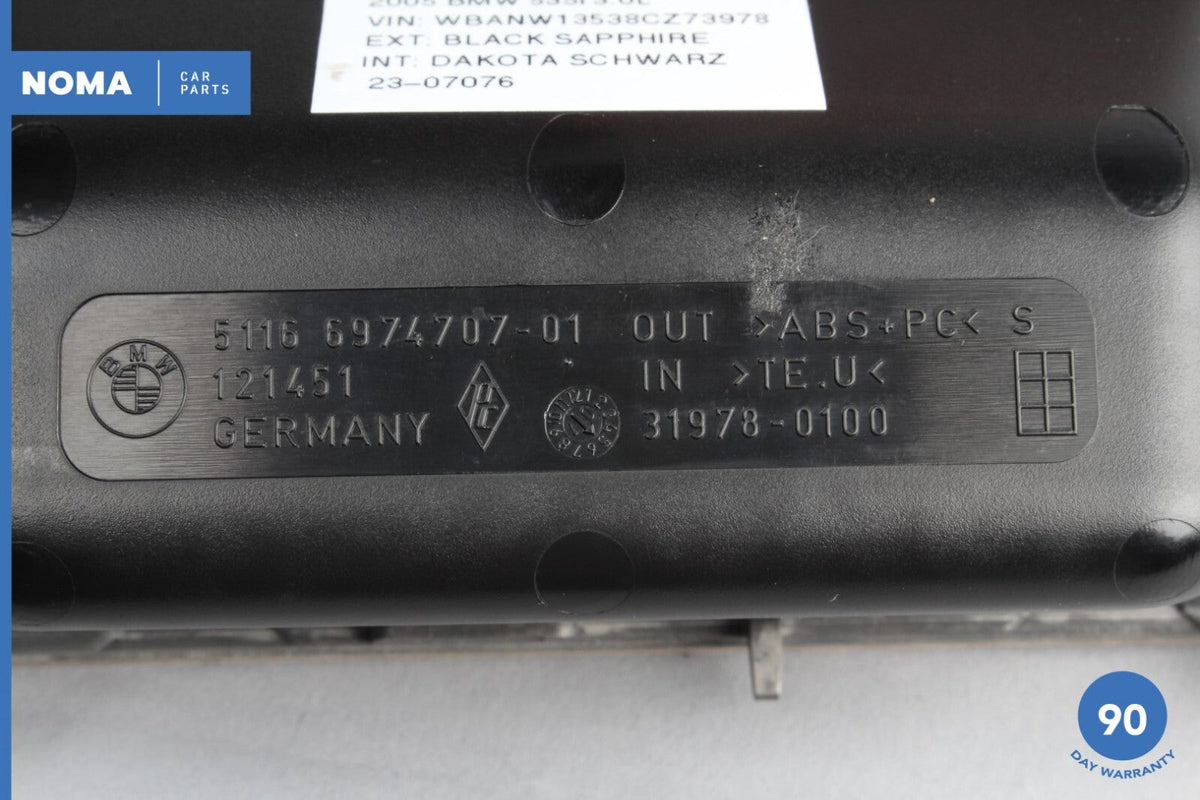 NOMA
CAR
PARTS
VIN: WBANW13538CZ73978
EXT: BLACK SAPPHIRE
INT: DAKOTA SCHWARZ
23-07076
BMW
5116 6974707-01 OUT >ABS+PC< S
121451 IN >TE.U<
GERMANY 31978-0100
90
DAY WARRANTY